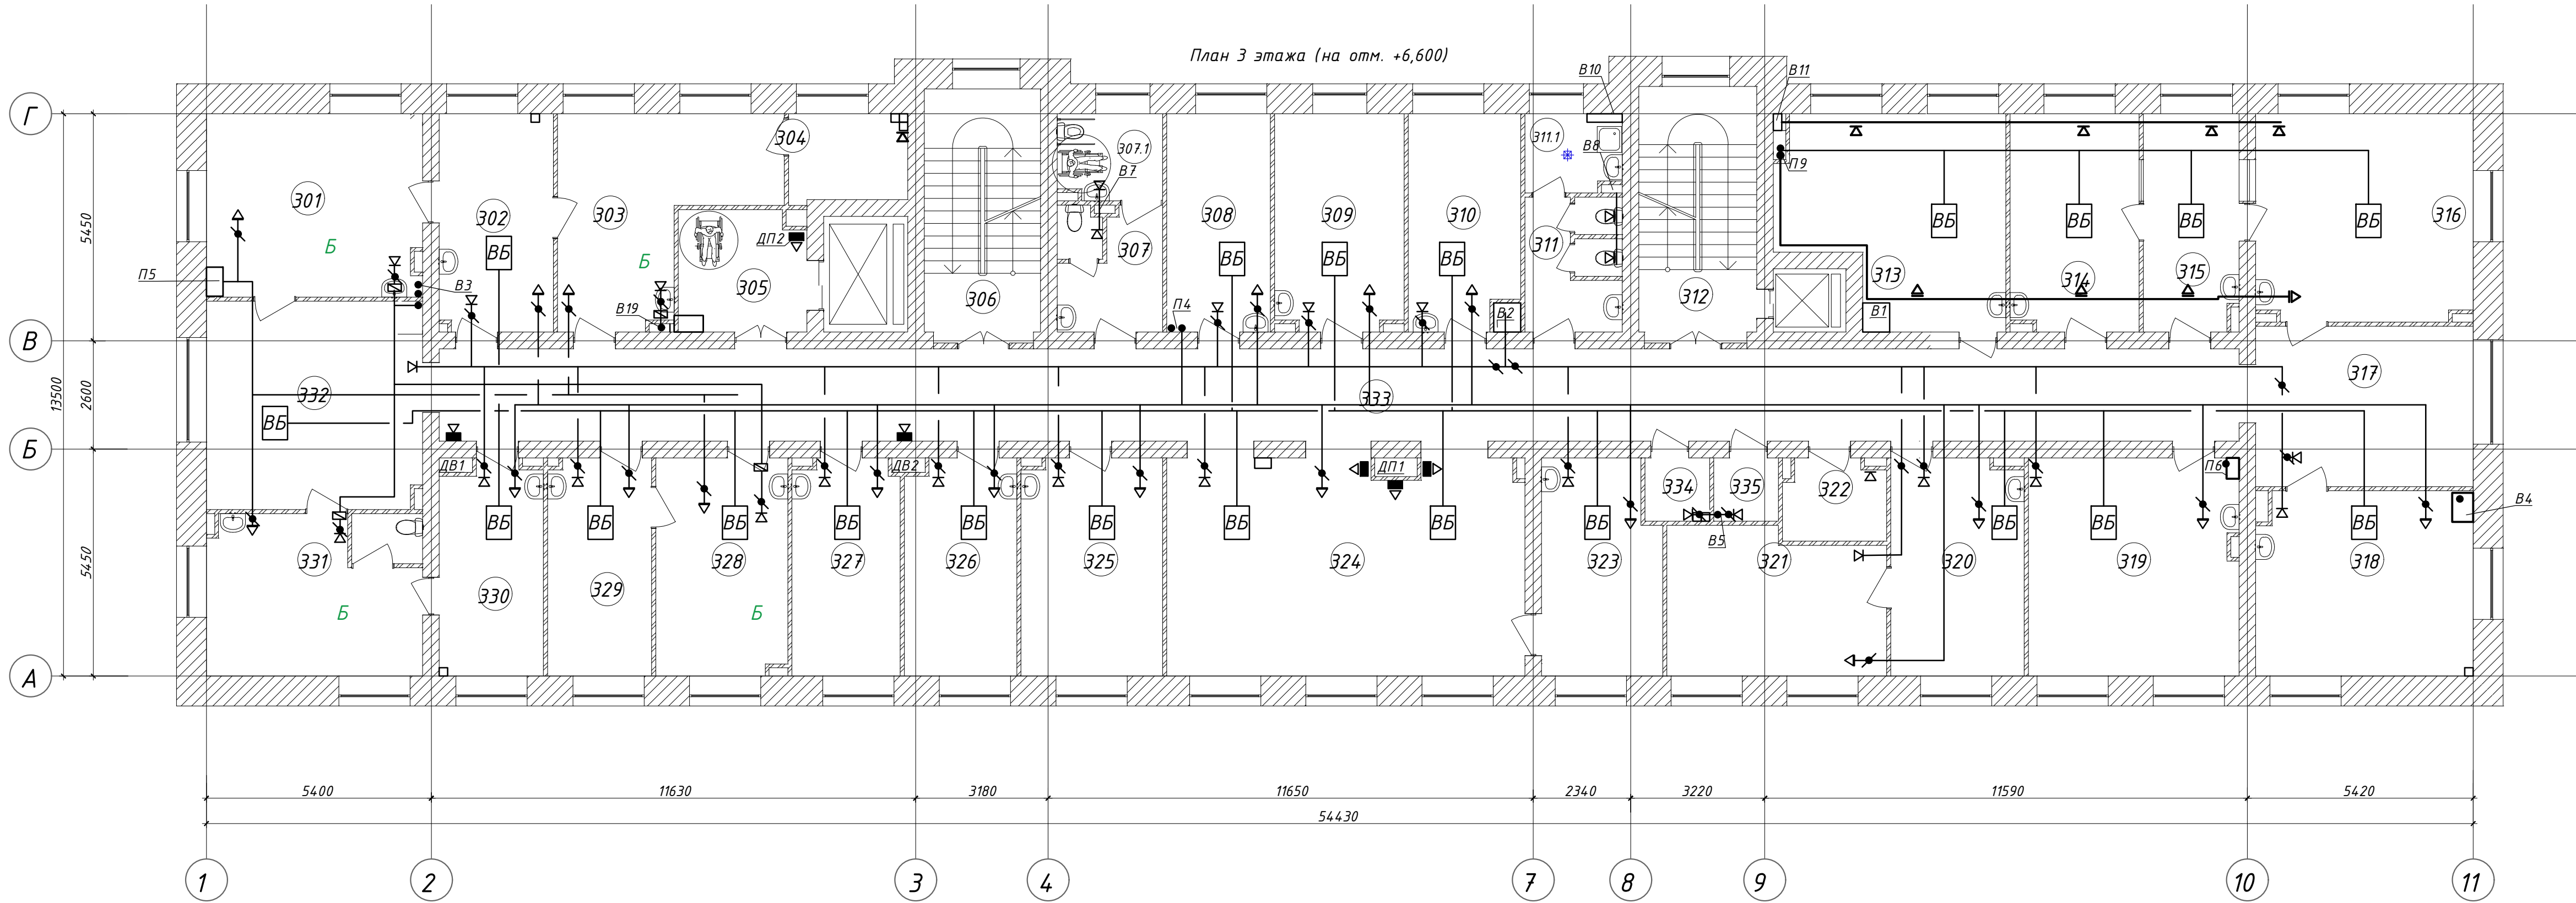 План 3 этажа (на отм. +6,600)
В10
В11
Г
304
311.1
307.1
В8
В7
П9
301
302
303
308
309
310
316
5450
Б
ВБ
ДП2
307
311
ВБ
ВБ
ВБ
ВБ
Б
ВБ
ВБ
ВБ
П5
В3
305
306
312
313
314
315
В19
П4
В2
В1
В
13500
2600
332
333
317
ВБ
Б
ДВ1
ДВ2
ДП1
П6
334
335
322
В4
ВБ
ВБ
ВБ
ВБ
ВБ
ВБ
ВБ
ВБ
ВБ
ВБ
ВБ
ВБ
В5
5450
331
330
329
328
327
326
325
324
323
321
320
319
318
Б
Б
А
5400
11630
3180
11650
2340
3220
11590
5420
54430
1
2
3
4
7
8
9
10
11